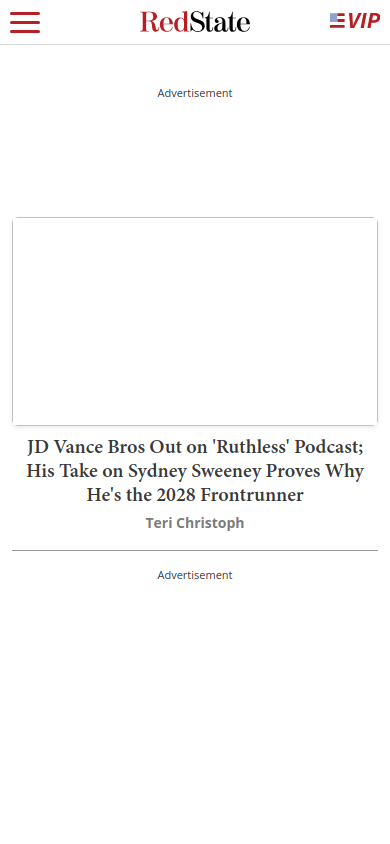 RedState
VIP
Advertisement
JD Vance Bros Out on 'Ruthless' Podcast;
His Take on Sydney Sweeney Proves Why
He's the 2028 Frontrunner
Teri Christoph
Advertisement